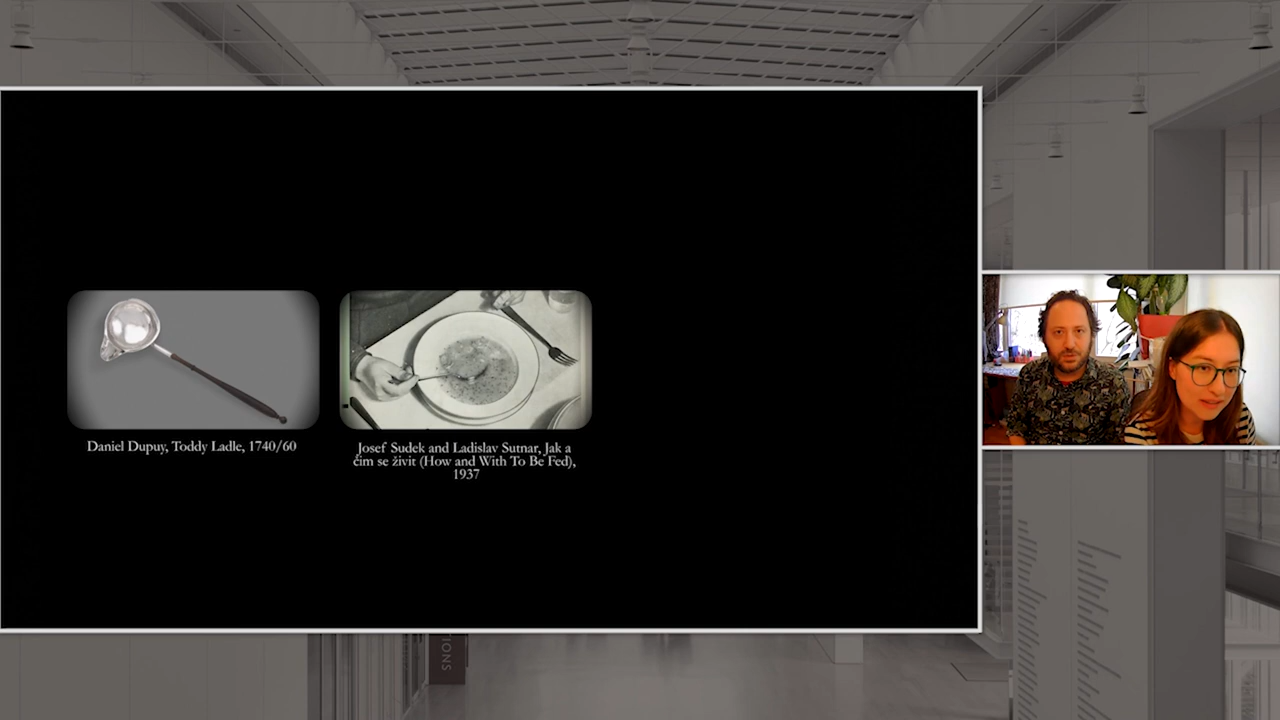 Daniel Dupuy, Toddy Ladle, 1740/60
Josef Sudek and Ladislav Sutnar, Jak a
čím se živit (How and With To Be Fed),
1937
IONS